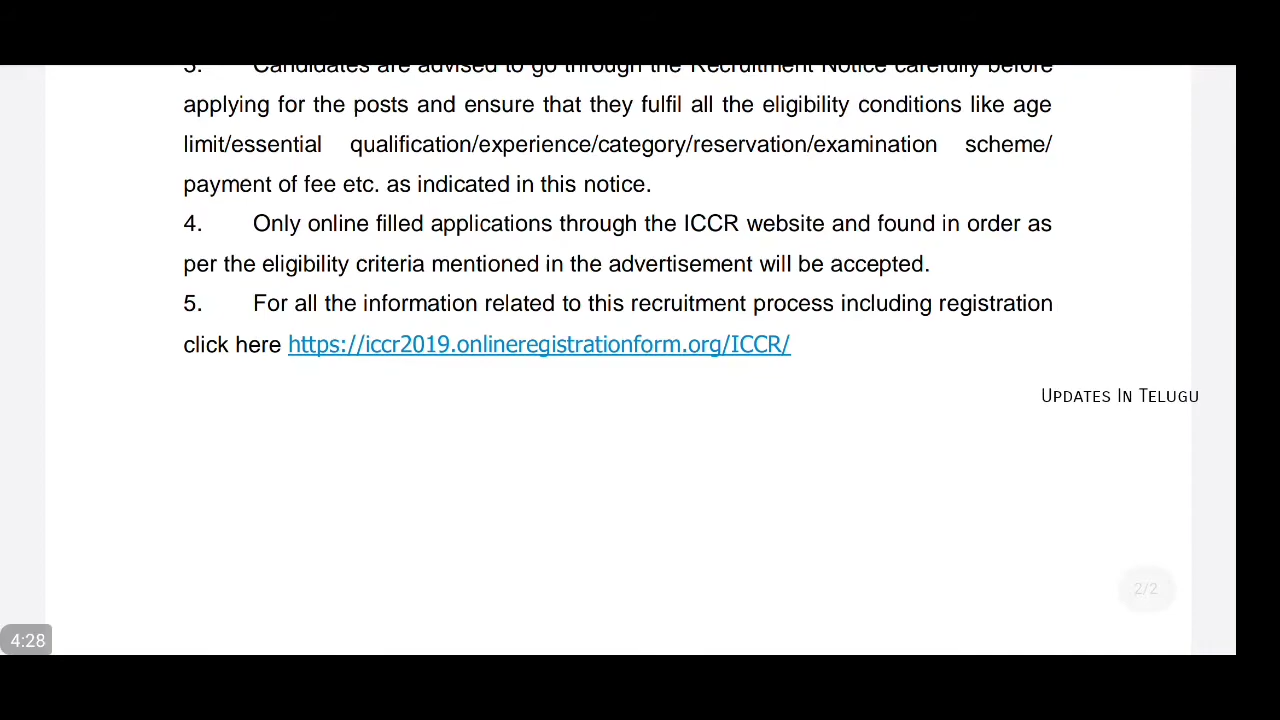 3. Candidates are advised to go through the Recruitment Notice carefully before
applying for the posts and ensure that they fulfil all the eligibility conditions like age
limit/essential qualification/experience/category/reservation/examination scheme/
payment of fee etc. as indicated in this notice.
4. Only online filled applications through the ICCR website and found in order as
per the eligibility criteria mentioned in the advertisement will be accepted.
5. For all the information related to this recruitment process including registration
click here https://iccr2019.onlineregistrationform.org/ICCR/
Updates In Telugu
2/2
4:28